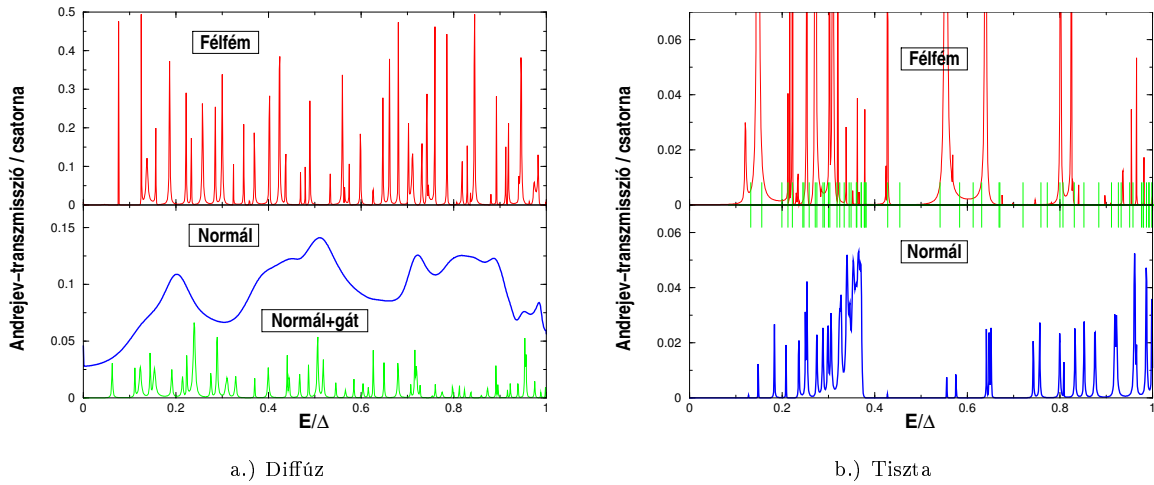 Andrejev−transzmisszió / csatorna
0.5
0.4
0.3
0.2
0.1
0
Félfém
0.15
0.1
0.05
0
Normál
Normál+gát
0 0.2 0.4 0.6 0.8 1
E/Δ
a.) Diffúz
Andrejev−transzmisszió / csatorna
0.06
0.04
0.02
0
Félfém
0.06
0.04
0.02
0
Normál
0 0.2 0.4 0.6 0.8 1
E/Δ
b.) Tiszta